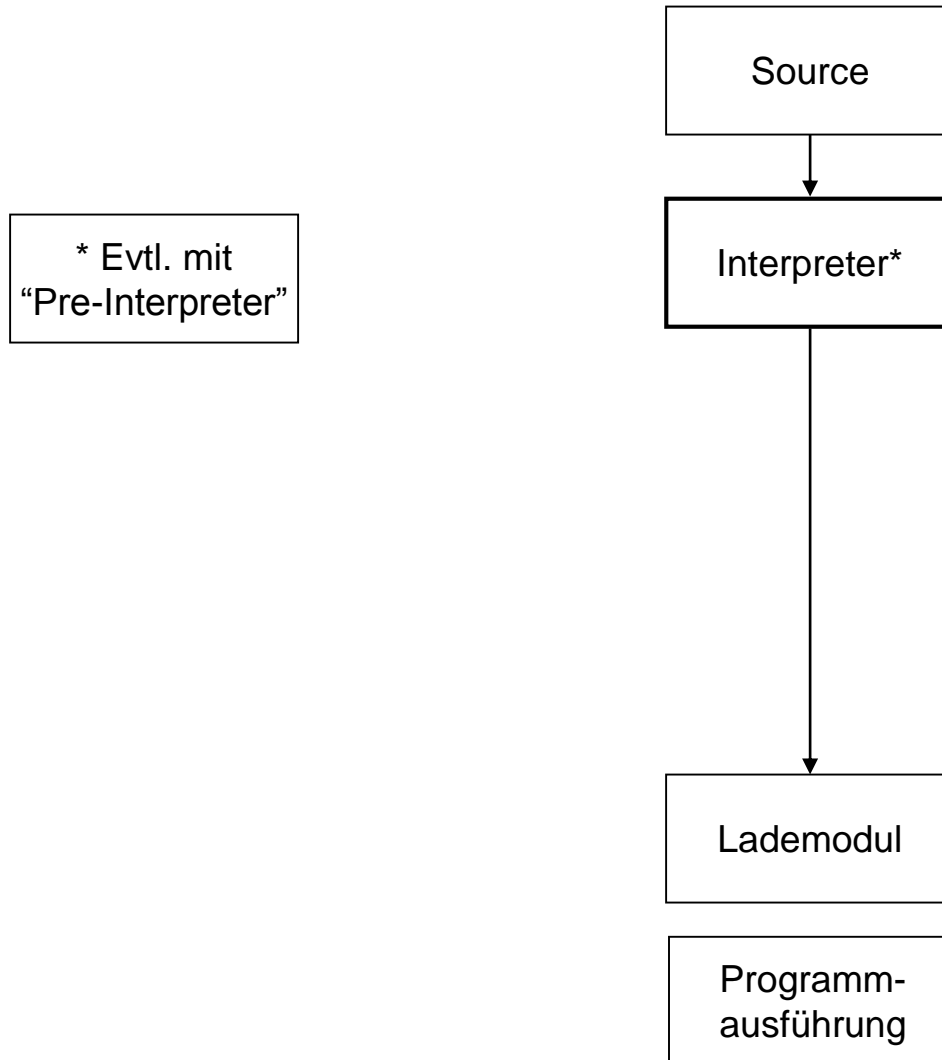 Source
* Evtl. mit
“Pre-Interpreter”
Interpreter*
Lademodul
Programm-
ausführung